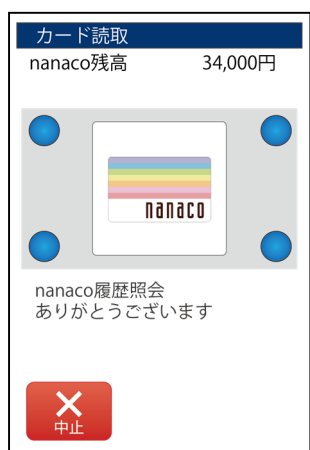 カード読取
nanaco残高 34,000円
nanaco
nanaco履歴照会
ありがとうございます
中止